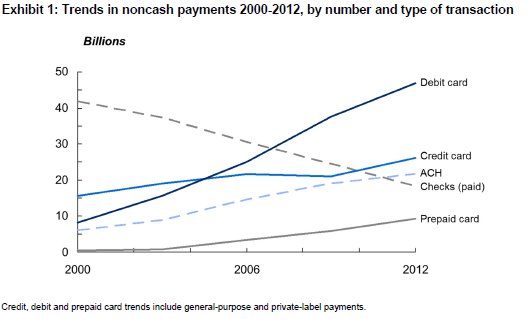 Exhibit 1: Trends in noncash payments 2000-2012, by number and type of transaction
Billions
50
40
30
20
10
0
Debit card
Credit card
ACH
Checks (paid)
Prepaid card
2000
2006
2012
Credit, debit and prepaid card trends include general-purpose and private-label payments.